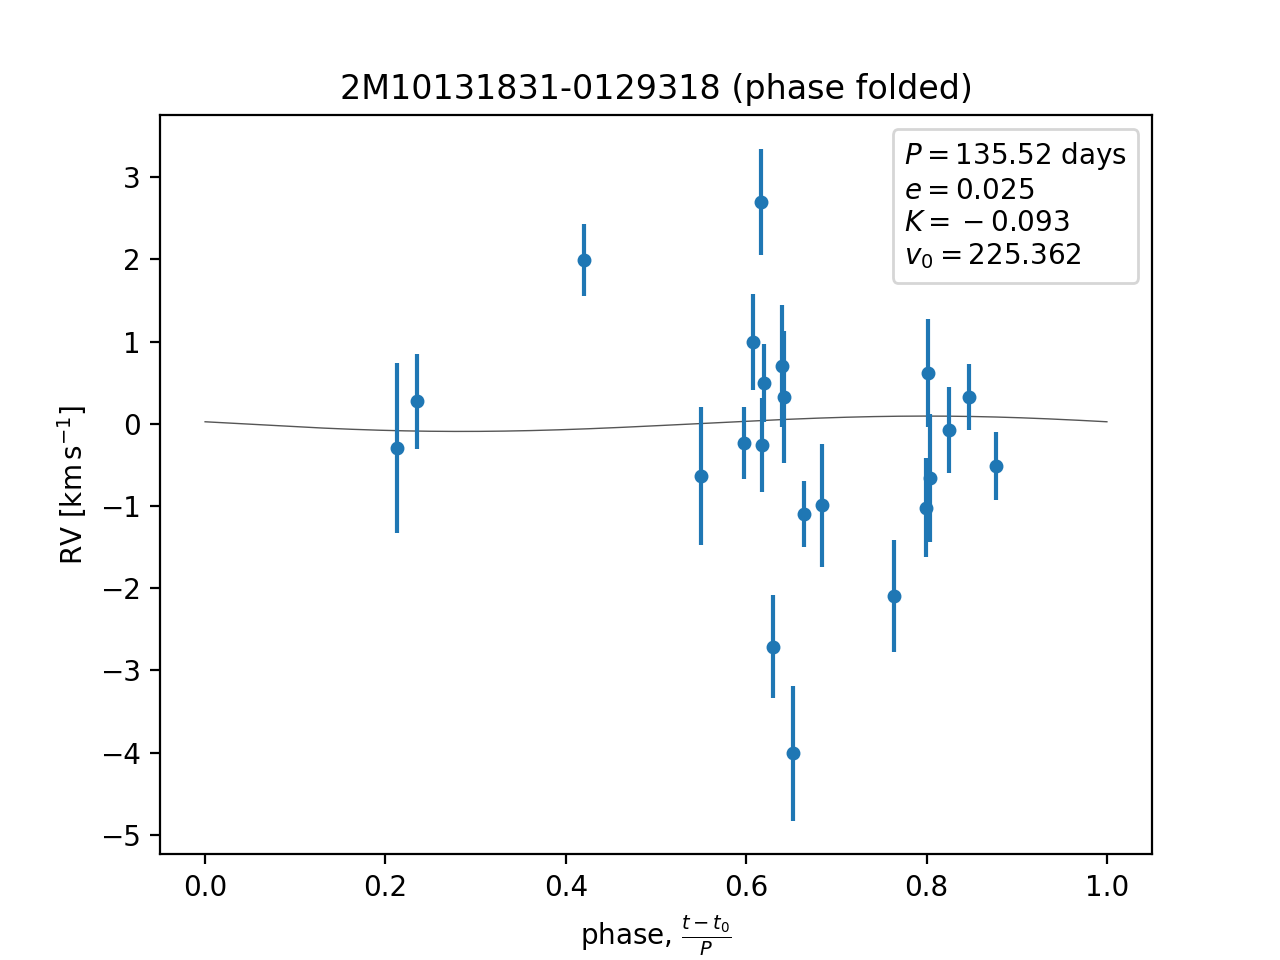 2M10131831-0129318 (phase folded)
P = 135.52 days
e = 0.025
K = −0.093
v₀ = 225.362
RV [km s⁻¹]
3
2
1
0
−1
−2
−3
−4
−5
0.0 0.2 0.4 0.6 0.8 1.0
phase, (t − t₀)/P